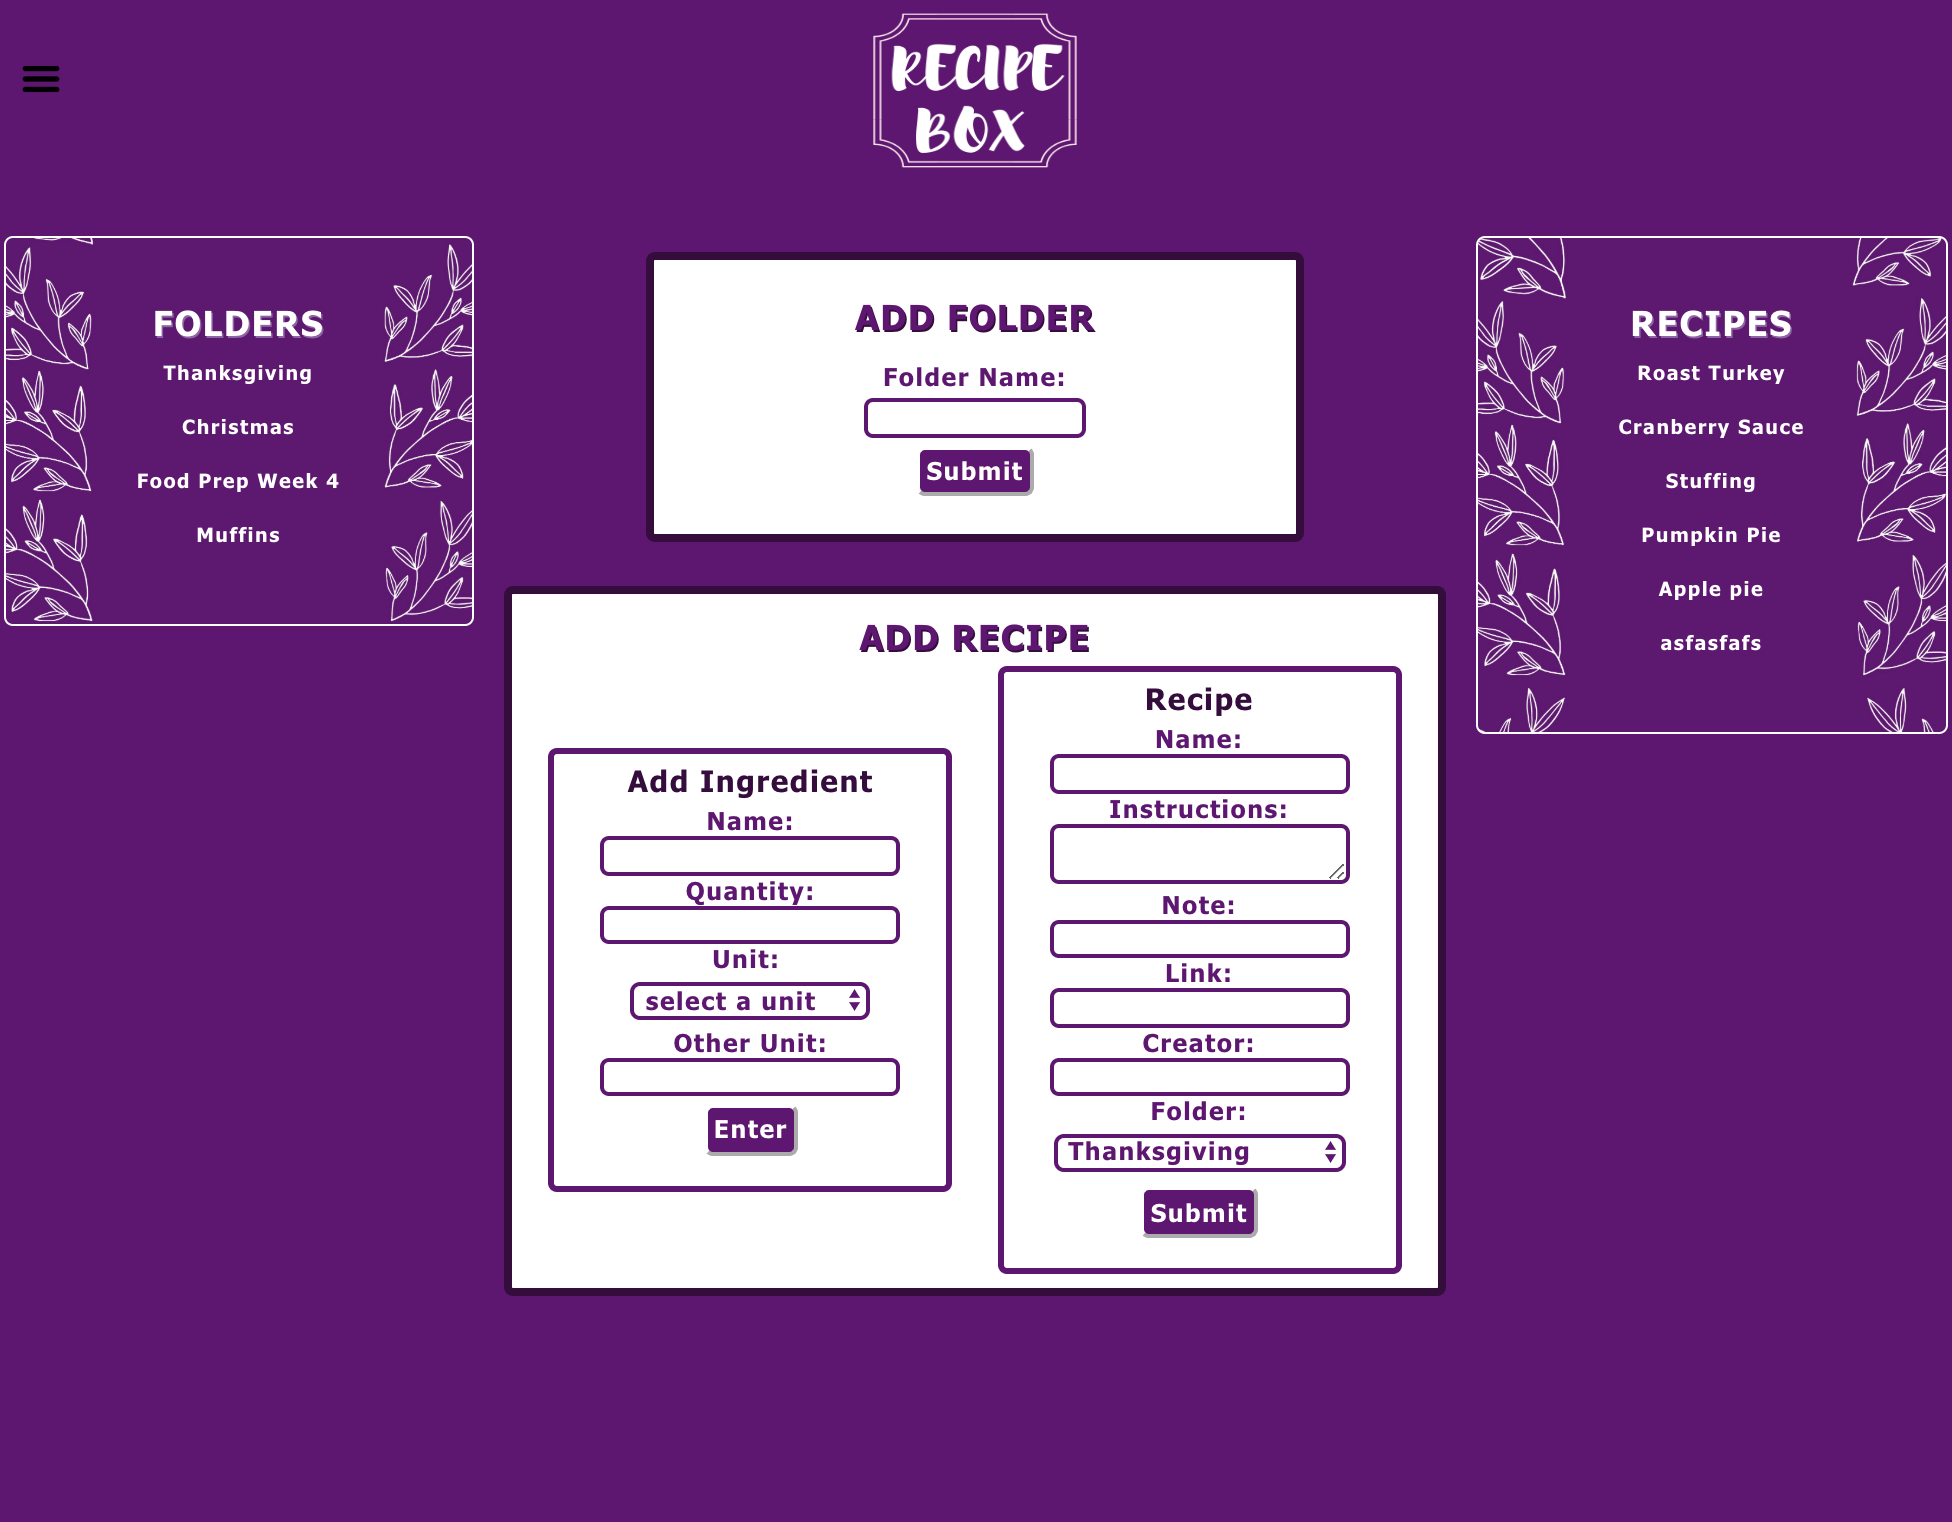 RECIPE
BOX
FOLDERS
Thanksgiving
Christmas
Food Prep Week 4
Muffins
ADD FOLDER
Folder Name:
Submit
ADD RECIPE
Add Ingredient
Name:
Quantity:
Unit:
select a unit
Other Unit:
Enter
Recipe
Name:
Instructions:
Note:
Link:
Creator:
Folder:
Thanksgiving
Submit
RECIPES
Roast Turkey
Cranberry Sauce
Stuffing
Pumpkin Pie
Apple pie
asfasfafs